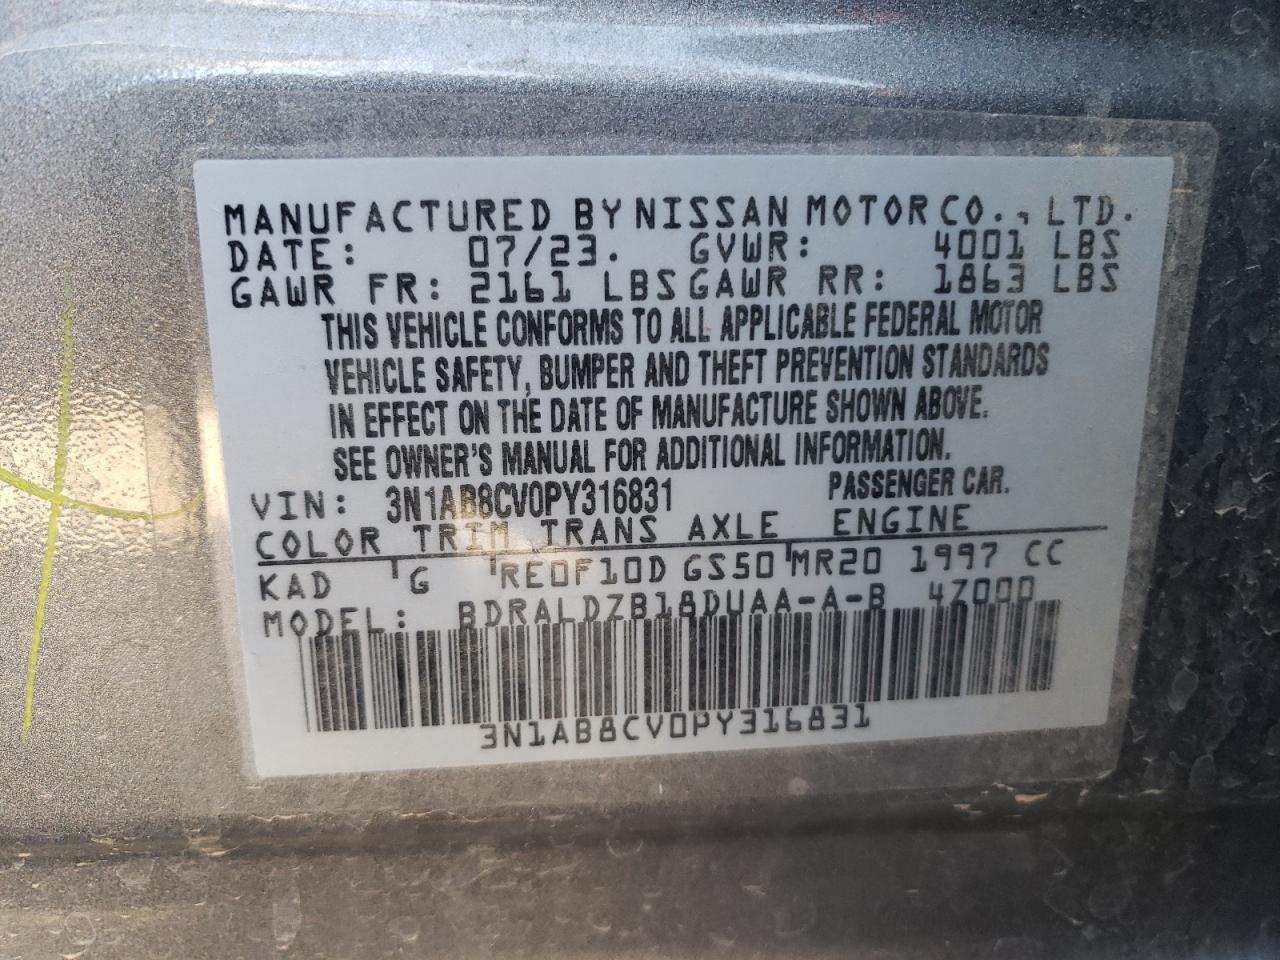 MANUFACTURED BY NISSAN MOTOR CO., LTD.
DATE: 07/23. GVWR: 4001 LBS
GAWR FR: 2161 LBS GAWR RR: 1863 LBS
THIS VEHICLE CONFORMS TO ALL APPLICABLE FEDERAL MOTOR
VEHICLE SAFETY, BUMPER AND THEFT PREVENTION STANDARDS
IN EFFECT ON THE DATE OF MANUFACTURE SHOWN ABOVE.
SEE OWNER'S MANUAL FOR ADDITIONAL INFORMATION.
VIN: 3N1AB8CV0PY316831 PASSENGER CAR.
COLOR TRIM TRANS AXLE ENGINE
KAD G RE0F10D GS50 MR20 1997 CC
MODEL: BDRALDZB18DUAA-A-B 4Z000
3N1AB8CV0PY316831